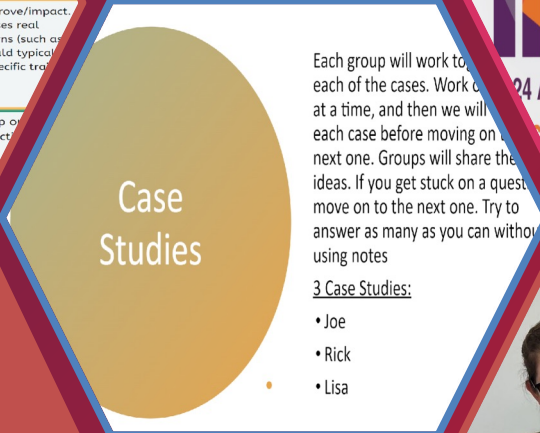 rove/impact.
es real
ns (such as
ld typical
ecific trai
p o
cti
Case
Studies
Each group will work to
each of the cases. Work
at a time, and then we will
each case before moving on
next one. Groups will share the
ideas. If you get stuck on a quest
move on to the next one. Try to
answer as many as you can withou
using notes
3 Case Studies:
• Joe
• Rick
• Lisa
24 A